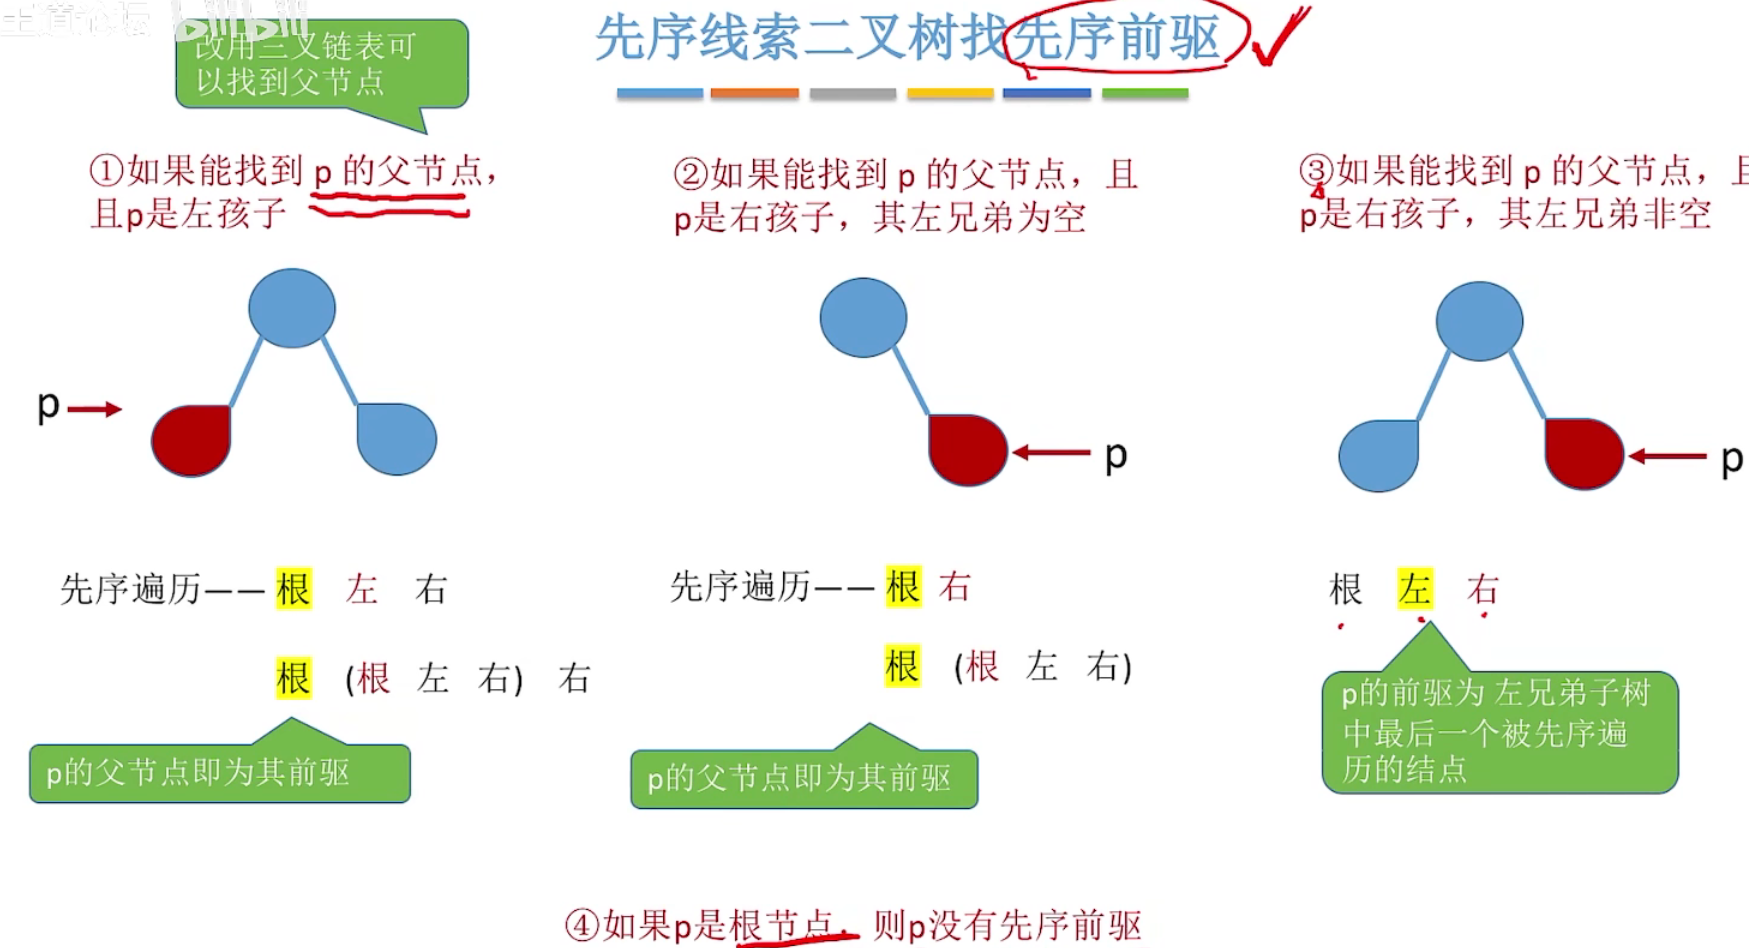 王道论坛 bilibili
先序线索二叉树找先序前驱
改用三叉链表可
以找到父节点
①如果能找到 p 的父节点，
且p是左孩子
p
先序遍历—— 根 左 右
根 (根 左 右) 右
p的父节点即为其前驱
②如果能找到 p 的父节点，且
p是右孩子，其左兄弟为空
p
先序遍历—— 根 右
根 (根 左 右)
p的父节点即为其前驱
③如果能找到 p 的父节点，且
p是右孩子，其左兄弟非空
p
根 左 右
p的前驱为 左兄弟子树
中最后一个被先序遍
历的结点
④如果p是根节点，则p没有先序前驱